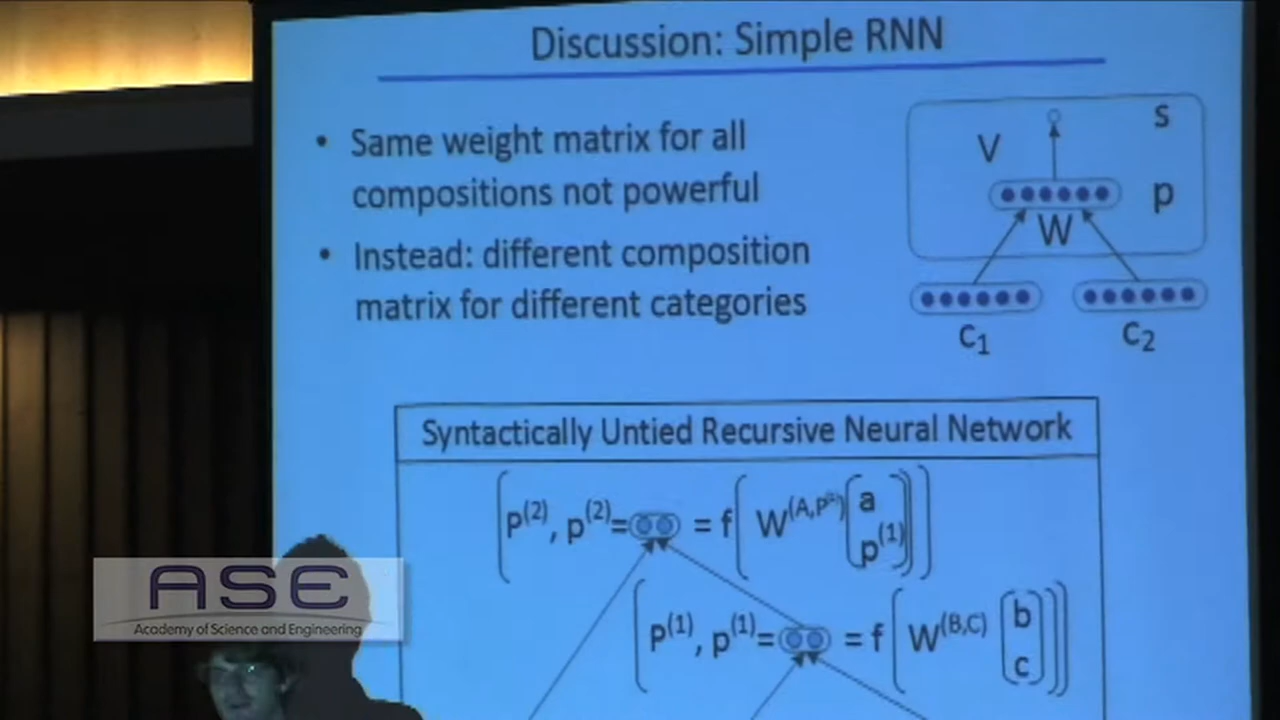 Discussion: Simple RNN
• Same weight matrix for all
compositions not powerful
• Instead: different composition
matrix for different categories
s
V
p
W
c₁
c₂
Syntactically Untied Recursive Neural Network
P⁽²⁾, p⁽²⁾= = f W⁽ᴬ,ᴾ⁽¹⁾⁾ a
p⁽¹⁾
P⁽¹⁾, p⁽¹⁾= = f W⁽ᴮ,ꟲ⁾ b
c
ASE
Academy of Science and Engineering